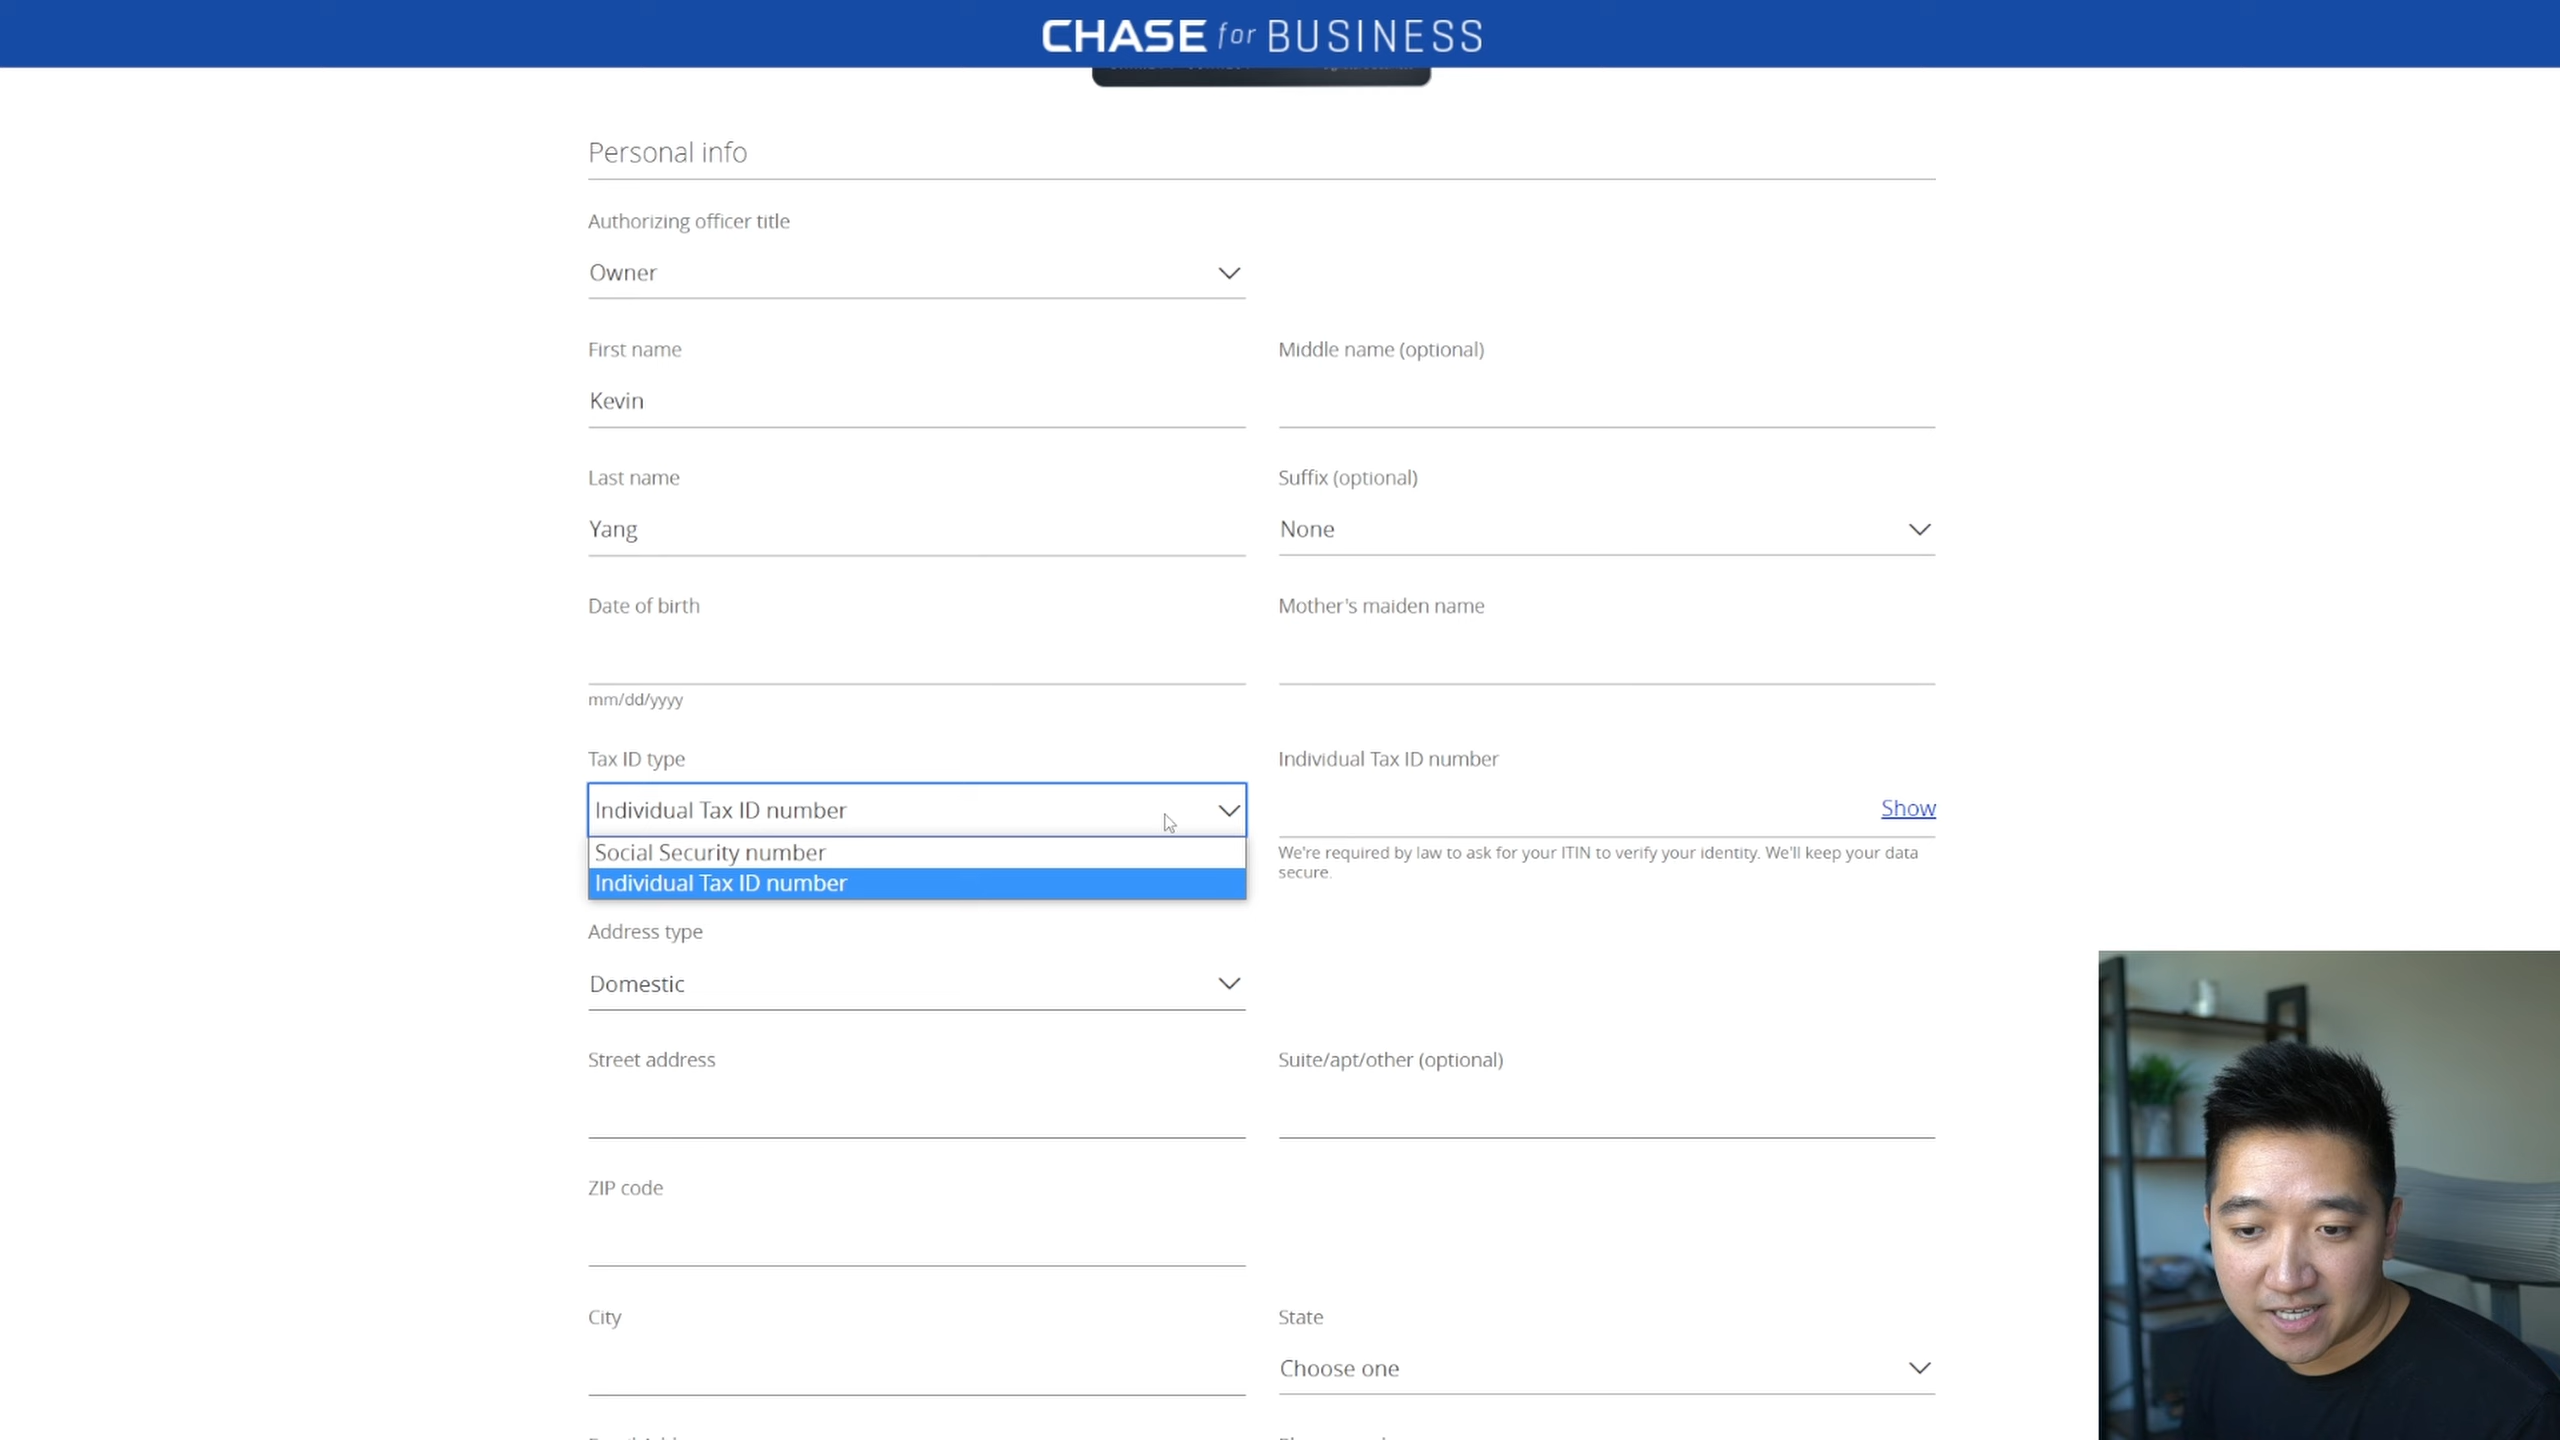 CHASE for BUSINESS
Personal info
Authorizing officer title
Owner
First name
Middle name (optional)
Kevin
Last name
Suffix (optional)
Yang
None
Date of birth
Mother's maiden name
mm/dd/yyyy
Tax ID type
Individual Tax ID number
Individual Tax ID number
Show
Social Security number
Individual Tax ID number
We're required by law to ask for your ITIN to verify your identity. We'll keep your data
secure.
Address type
Domestic
Street address
Suite/apt/other (optional)
ZIP code
City
State
Choose one